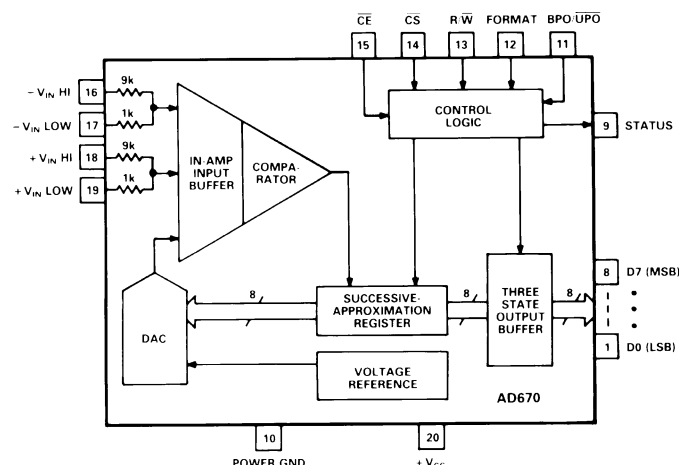 CE CS R/W FORMAT BPO/UPO
15 14 13 12 11
− VIN HI 16 9k
− VIN LOW 17 1k
+ VIN HI 18 9k
+ VIN LOW 19 1k
IN-AMP
INPUT
BUFFER
COMPA-
RATOR
CONTROL
LOGIC
9 STATUS
DAC
8
SUCCESSIVE-
APPROXIMATION
REGISTER
8
THREE
STATE
OUTPUT
BUFFER
8
8 D7 (MSB)
1 D0 (LSB)
VOLTAGE
REFERENCE
AD670
10 20
POWER GND + VCC